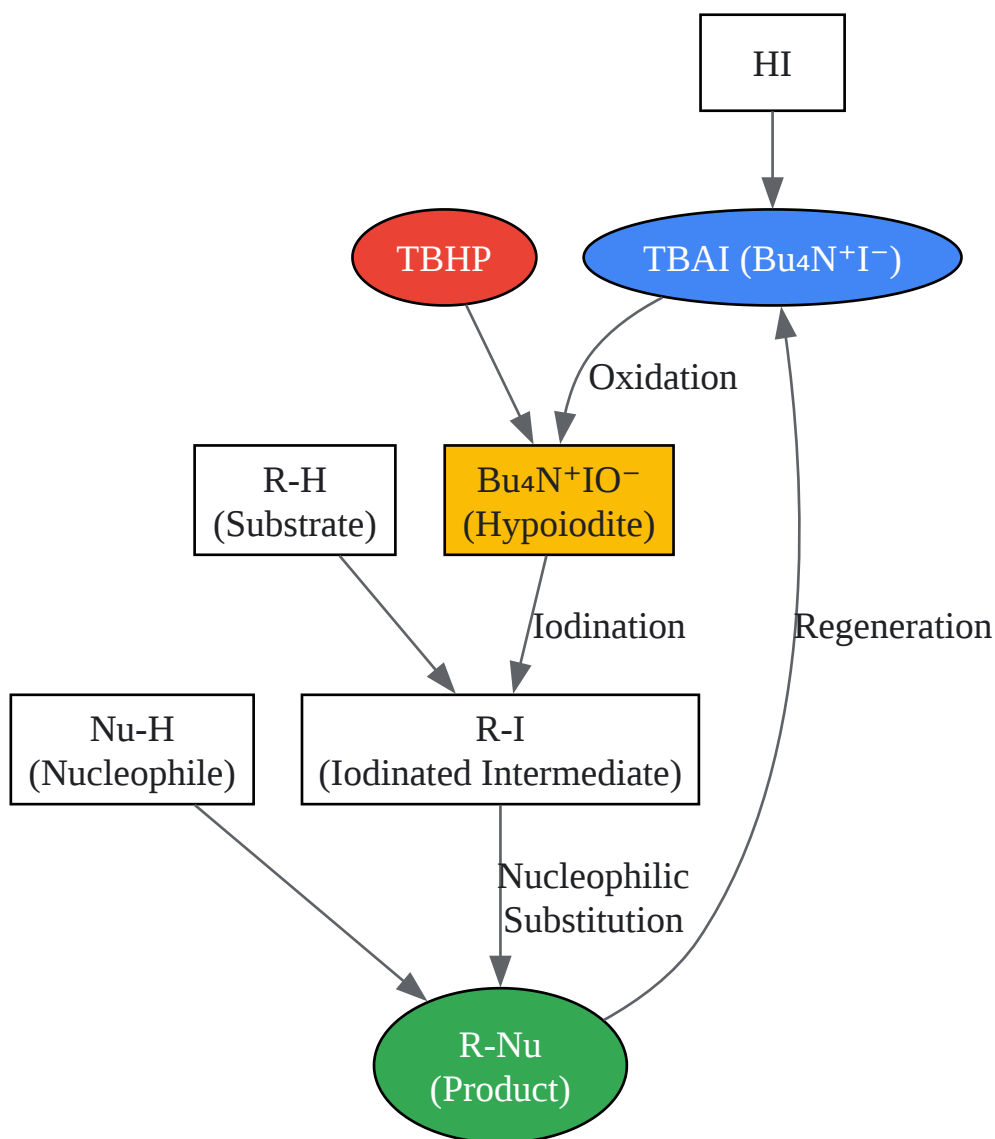 HI
TBHP
TBAI (Bu₄N⁺I⁻)
Oxidation
R-H
(Substrate)
Bu₄N⁺IO⁻
(Hypoiodite)
Iodination
Regeneration
Nu-H
(Nucleophile)
R-I
(Iodinated Intermediate)
Nucleophilic
Substitution
R-Nu
(Product)